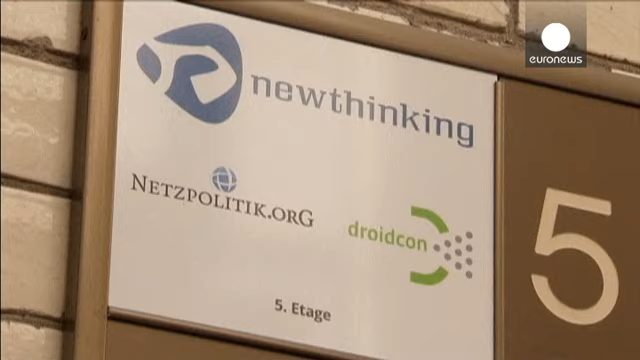 euronews
newthinking
NETZPOLITIK.ORG
droidcon
5. Etage
5